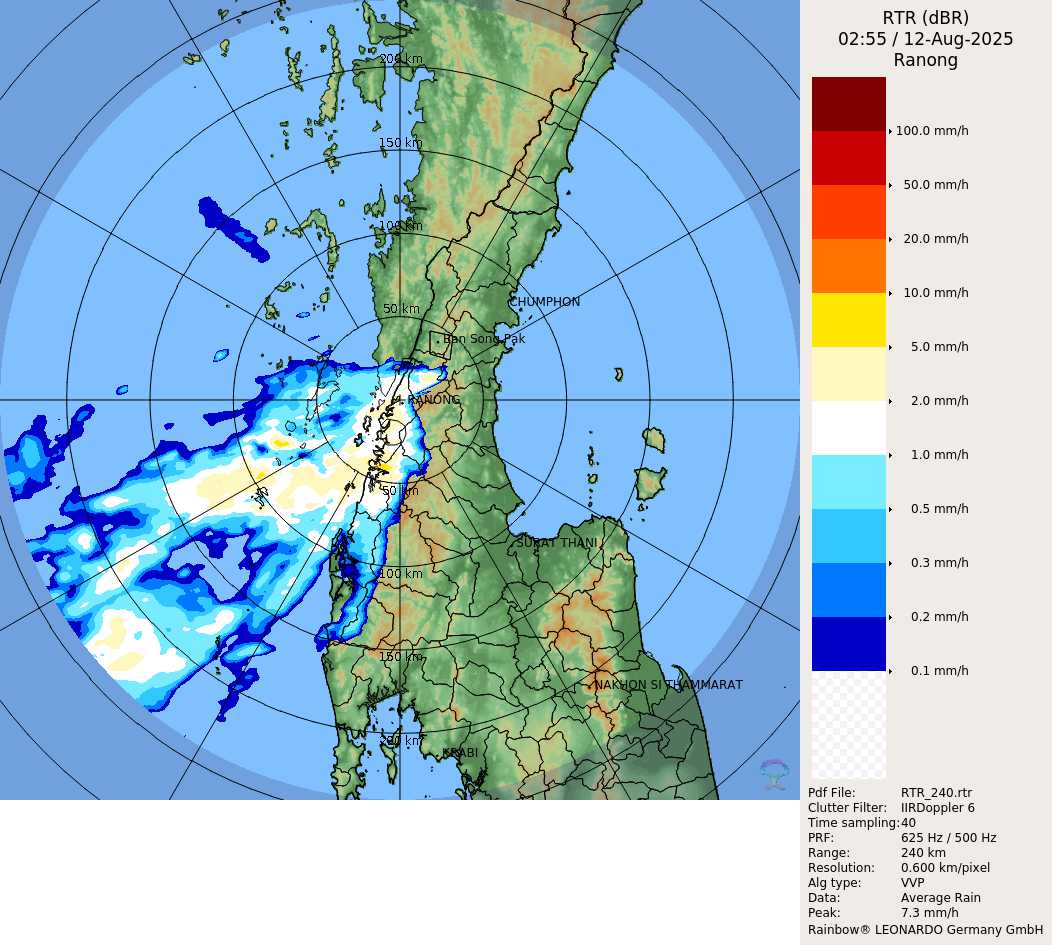 RTR (dBR)
02:55 / 12-Aug-2025
Ranong
100.0 mm/h
50.0 mm/h
20.0 mm/h
10.0 mm/h
5.0 mm/h
2.0 mm/h
1.0 mm/h
0.5 mm/h
0.3 mm/h
0.2 mm/h
0.1 mm/h
Pdf File: RTR_240.rtr
Clutter Filter: IIRDoppler 6
Time sampling: 40
PRF: 625 Hz / 500 Hz
Range: 240 km
Resolution: 0.600 km/pixel
Alg type: VVP
Data: Average Rain
Peak: 7.3 mm/h
Rainbow® LEONARDO Germany GmbH
200 km
150 km
100 km
50 km
CHUMPHON
Ban Song Pak
RANONG
50 km
SURAT THANI
100 km
150 km
NAKHON SI THAMMARAT
200 km
KRABI